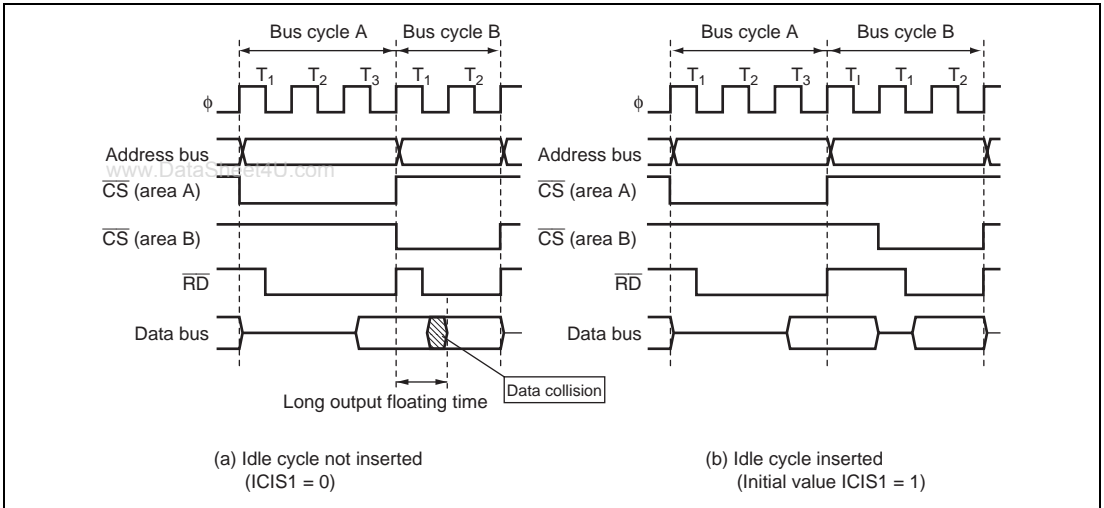 Bus cycle A Bus cycle B
T1 T2 T3 T1 T2
φ
Address bus
www.DataSheet4U.com
CS (area A)
CS (area B)
RD
Data bus
Data collision
Long output floating time
(a) Idle cycle not inserted
(ICIS1 = 0)
Bus cycle A Bus cycle B
T1 T2 T3 TI T1 T2
φ
Address bus
CS (area A)
CS (area B)
RD
Data bus
(b) Idle cycle inserted
(Initial value ICIS1 = 1)